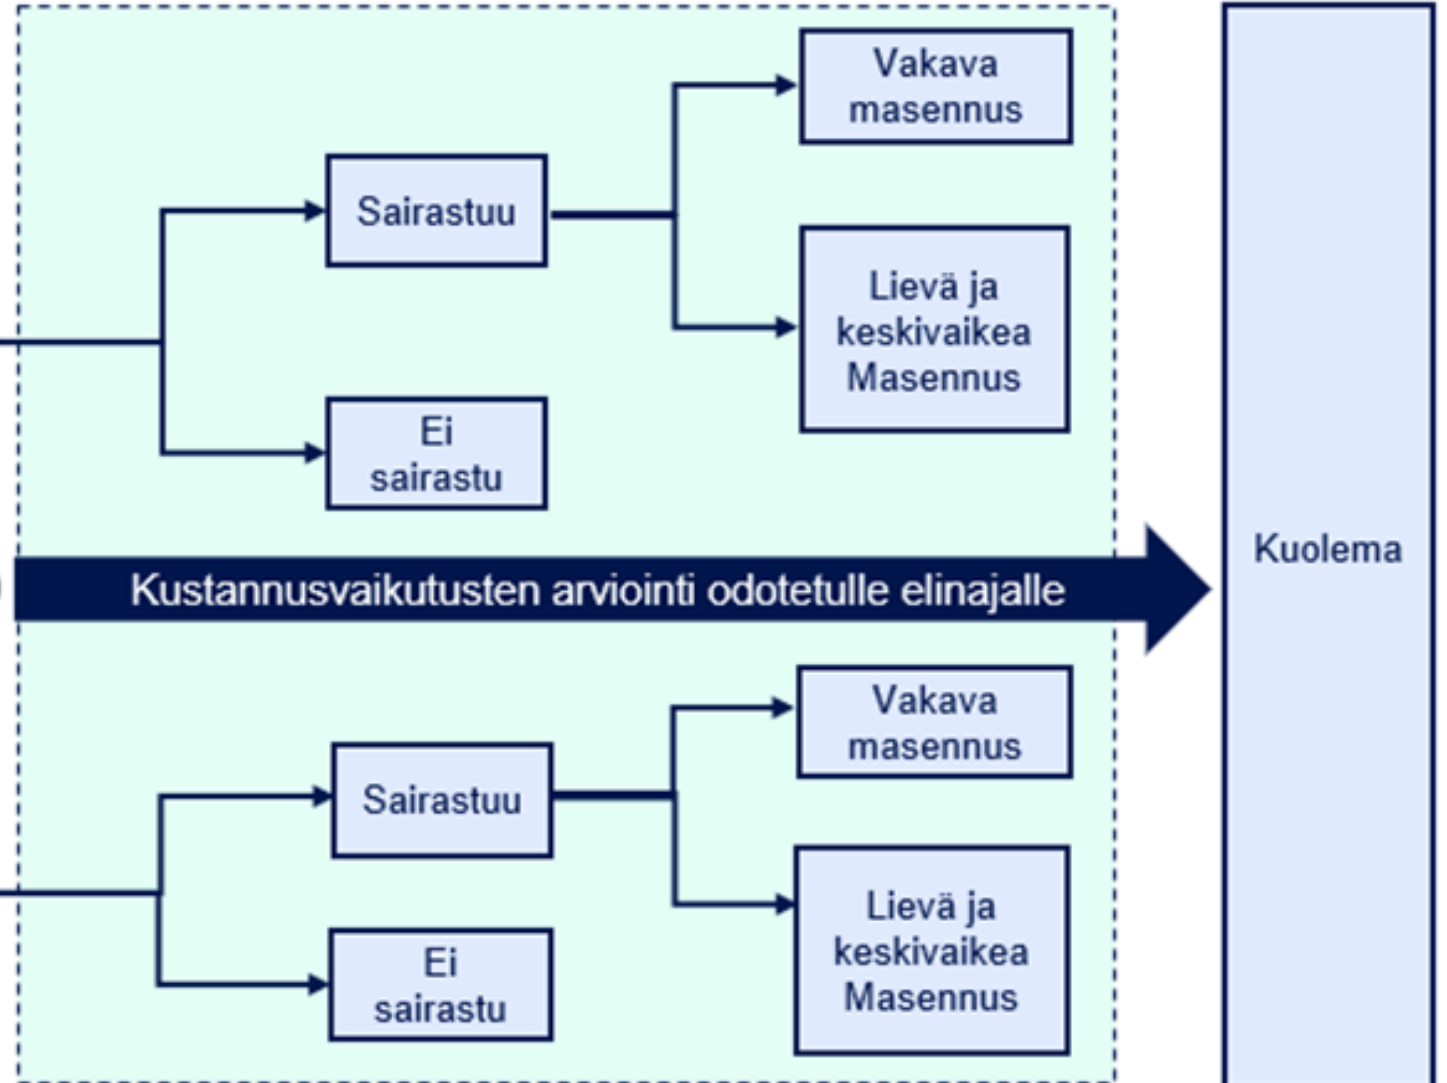 Vakava
masennus
Sairastuu
Lievä ja
keskivaikea
Masennus
Ei
sairastu
Kustannusvaikutusten arviointi odotetulle elinajalle
Kuolema
Vakava
masennus
Sairastuu
Lievä ja
keskivaikea
Masennus
Ei
sairastu